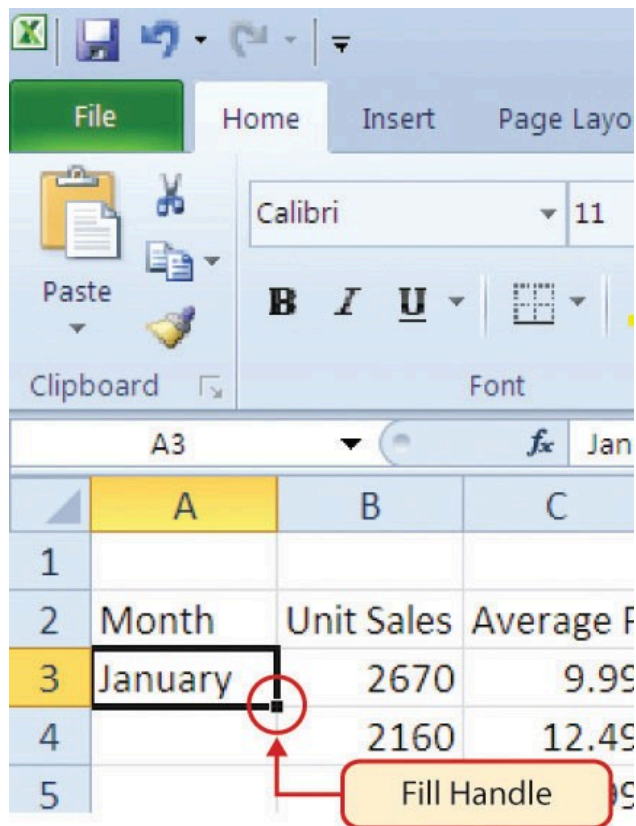 File Home Insert Page Layo
Calibri 11
Paste
B I U
Clipboard Font
A3 fx Jan
A B C
1
2 Month Unit Sales Average P
3 January 2670 9.99
4 2160 12.49
5 Fill Handle 9